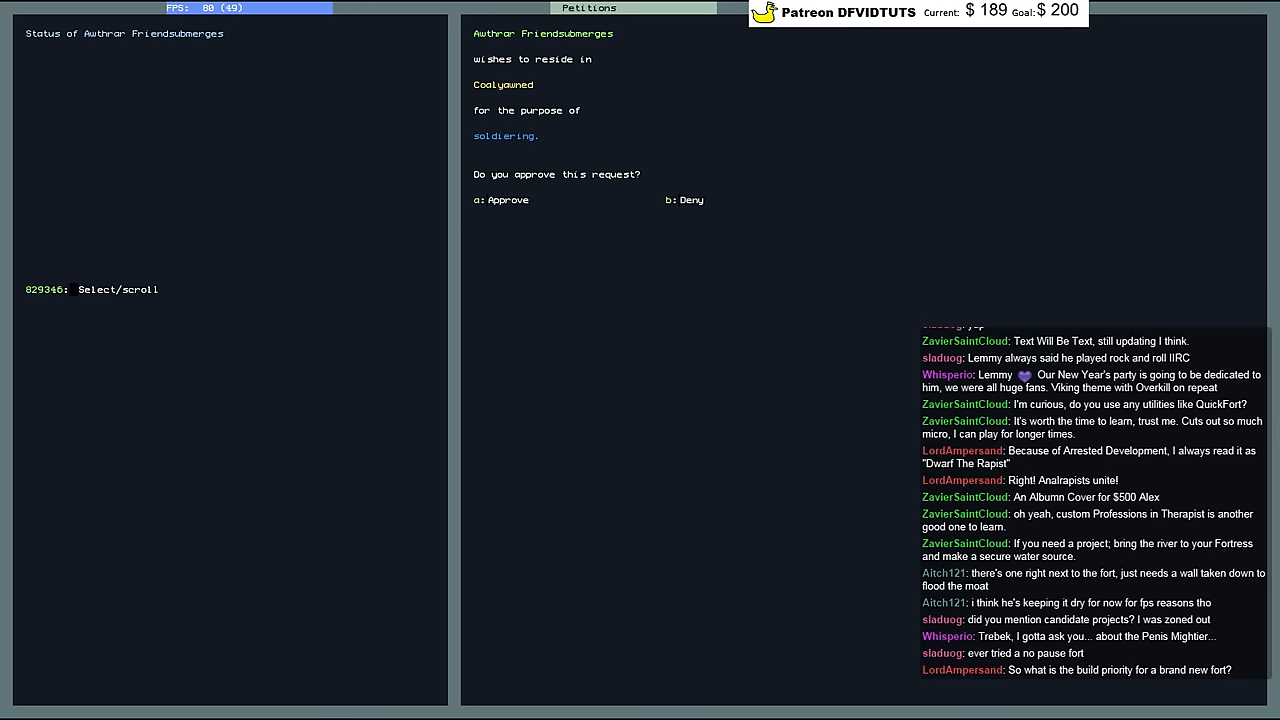 FPS: 80 (49)
Petitions
Patreon DFVIDTUTS Current: $ 189 Goal:$ 200
Status of Awthrar Friendsubmerges
829346: Select/scroll
Awthrar Friendsubmerges
wishes to reside in
Coalyawned
for the purpose of
soldiering.
Do you approve this request?
a: Approve b: Deny
ZavierSaintCloud: Text Will Be Text, still updating I think.
sladuog: Lemmy always said he played rock and roll IIRC
Whisperio: Lemmy 💜 Our New Year's party is going to be dedicated to
him, we were all huge fans. Viking theme with Overkill on repeat
ZavierSaintCloud: I'm curious, do you use any utilities like QuickFort?
ZavierSaintCloud: It's worth the time to learn, trust me. Cuts out so much
micro, I can play for longer times.
LordAmpersand: Because of Arrested Development, I always read it as
"Dwarf The Rapist"
LordAmpersand: Right! Analrapists unite!
ZavierSaintCloud: An Albumn Cover for $500 Alex
ZavierSaintCloud: oh yeah, custom Professions in Therapist is another
good one to learn.
ZavierSaintCloud: If you need a project; bring the river to your Fortress
and make a secure water source.
Aitch121: there's one right next to the fort, just needs a wall taken down to
flood the moat
Aitch121: i think he's keeping it dry for now for fps reasons tho
sladuog: did you mention candidate projects? I was zoned out
Whisperio: Trebek, I gotta ask you... about the Penis Mightier...
sladuog: ever tried a no pause fort
LordAmpersand: So what is the build priority for a brand new fort?